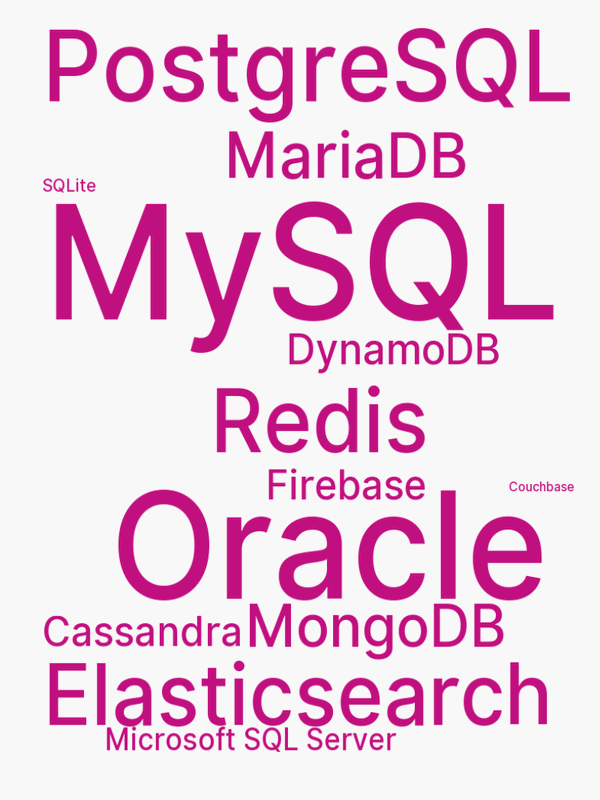 PostgreSQL
MariaDB
SQLite
MySQL
DynamoDB
Redis
Firebase
Couchbase
Oracle
Cassandra
MongoDB
Elasticsearch
Microsoft SQL Server